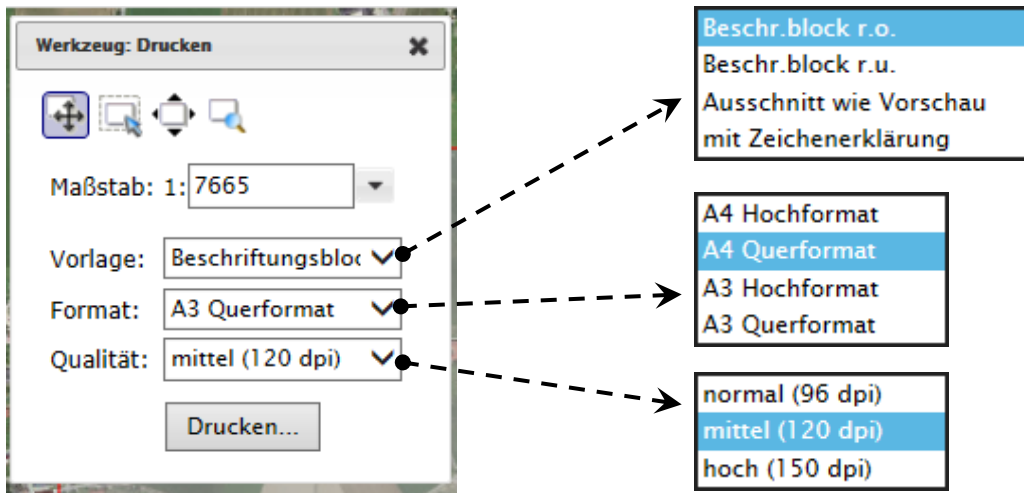 Werkzeug: Drucken
Maßstab: 1: 7665
Vorlage: Beschriftungsbloc
Format: A3 Querformat
Qualität: mittel (120 dpi)
Drucken...
Beschr.block r.o.
Beschr.block r.u.
Ausschnitt wie Vorschau
mit Zeichenerklärung
A4 Hochformat
A4 Querformat
A3 Hochformat
A3 Querformat
normal (96 dpi)
mittel (120 dpi)
hoch (150 dpi)